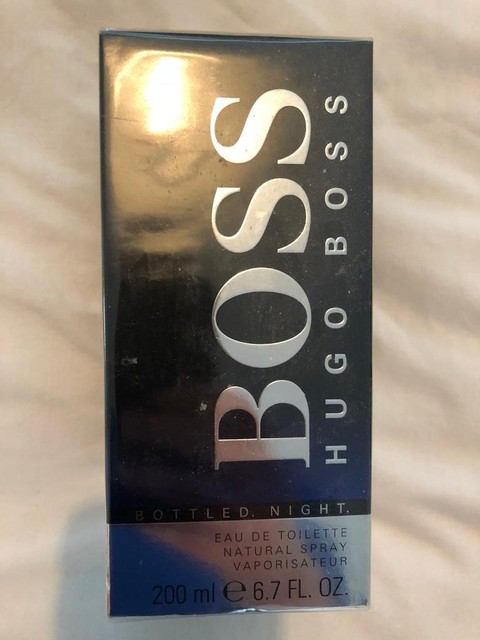 BOSS
HUGO BOSS
BOTTLED. NIGHT.
EAU DE TOILETTE
NATURAL SPRAY
VAPORISATEUR
200 ml ℮ 6.7 FL. OZ.